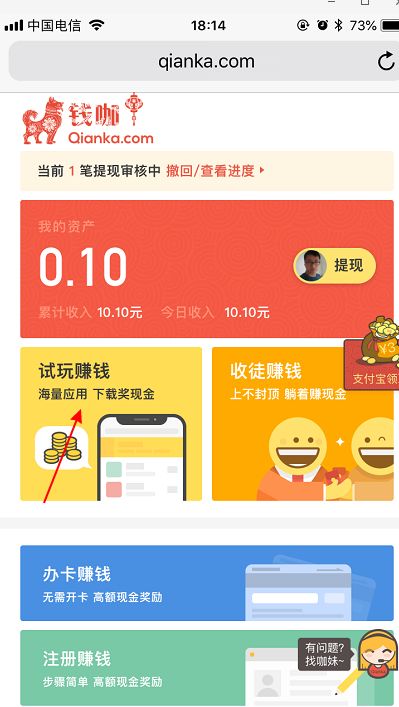 中国电信
18:14
73%
qianka.com
钱咖
Qianka.com
当前 1 笔提现审核中 撤回/查看进度
我的资产
0.10
提现
累计收入 10.10元 今日收入 10.10元
试玩赚钱
海量应用 下载奖现金
收徒赚钱
上不封顶 躺着赚现金
¥3
支付宝领
办卡赚钱
无需开卡 高额现金奖励
注册赚钱
步骤简单 高额现金奖励
有问题?
找咖妹~